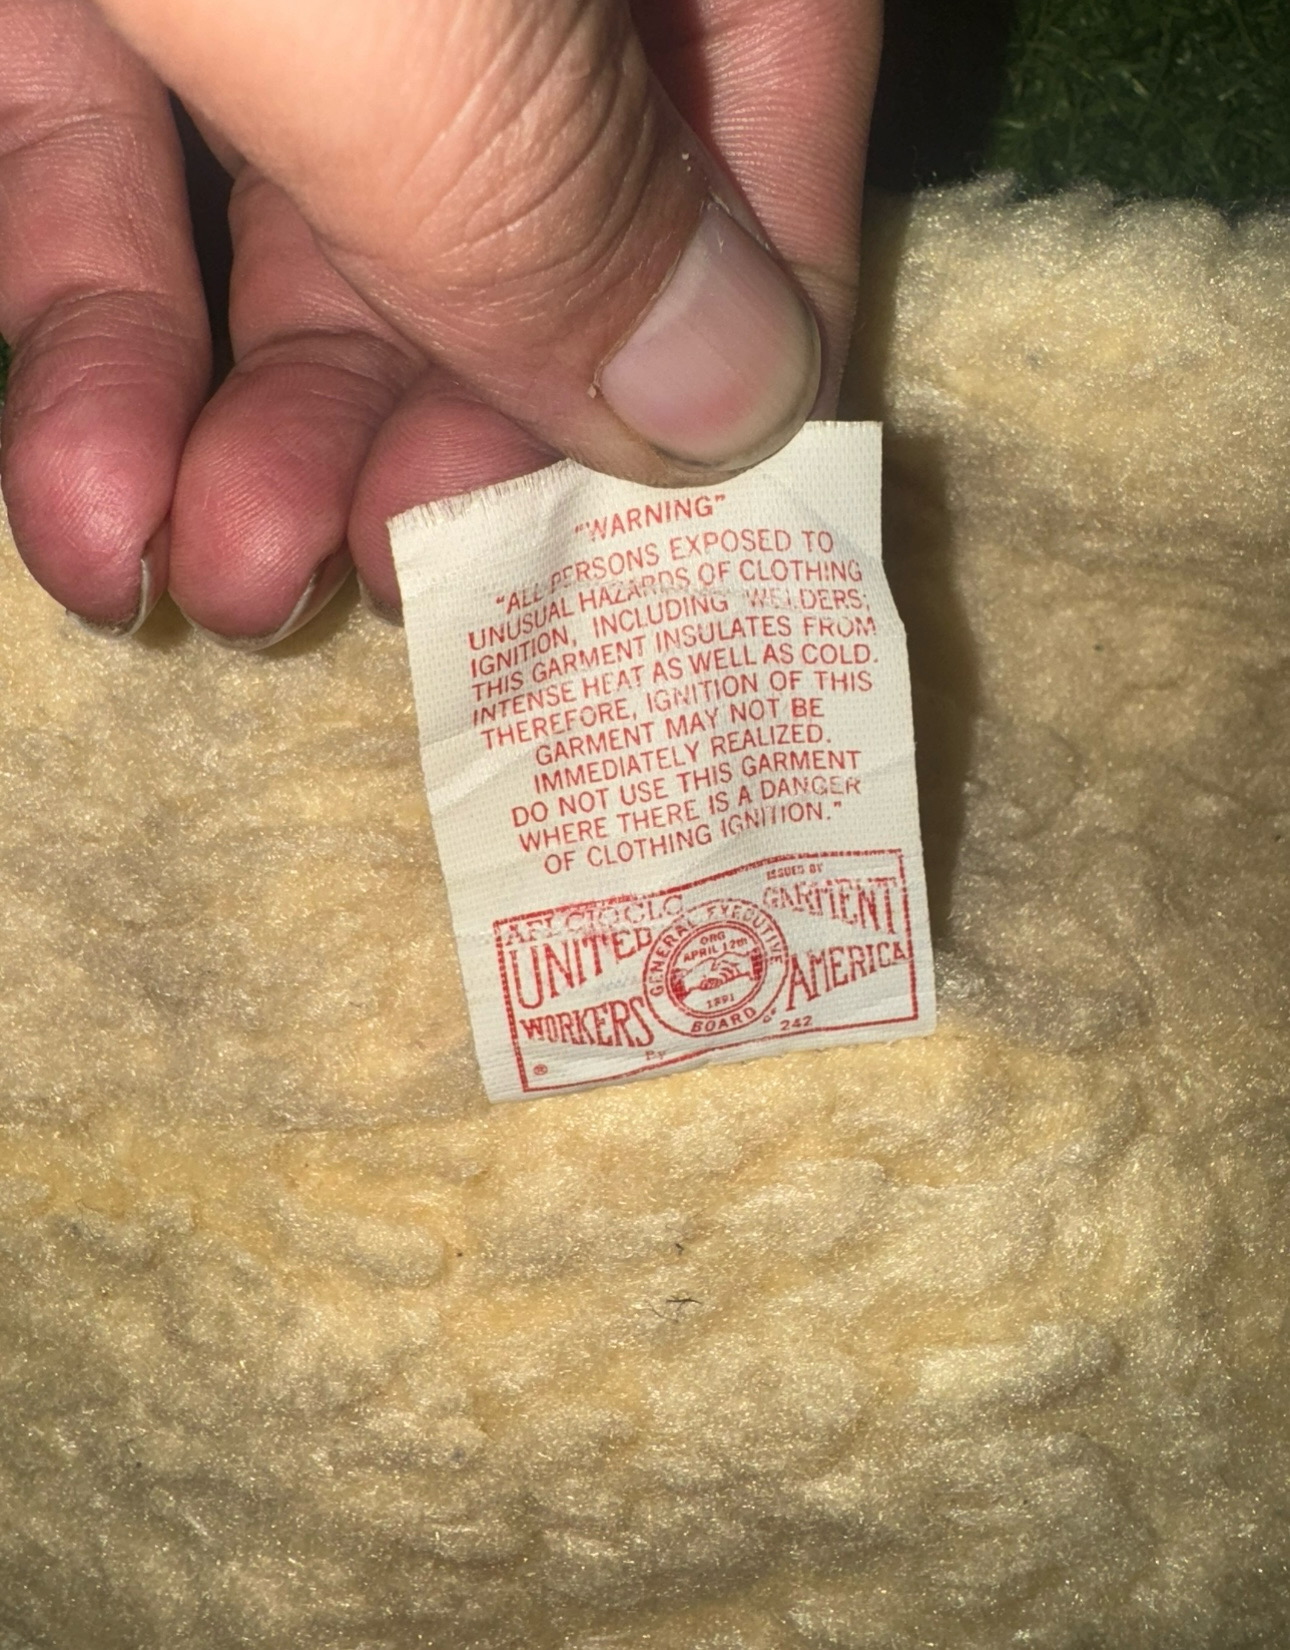 "WARNING"
"ALL PERSONS EXPOSED TO
UNUSUAL HAZARDS OF CLOTHING
IGNITION, INCLUDING WELDERS;
THIS GARMENT INSULATES FROM
INTENSE HEAT AS WELL AS COLD.
THEREFORE, IGNITION OF THIS
GARMENT MAY NOT BE
IMMEDIATELY REALIZED.
DO NOT USE THIS GARMENT
WHERE THERE IS A DANGER
OF CLOTHING IGNITION."
AFL CIO CLC
ISSUED BY
UNITED GARMENT
WORKERS OF AMERICA
GENERAL EXECUTIVE
BOARD
ORG
APRIL 12TH
1891
By
242
®